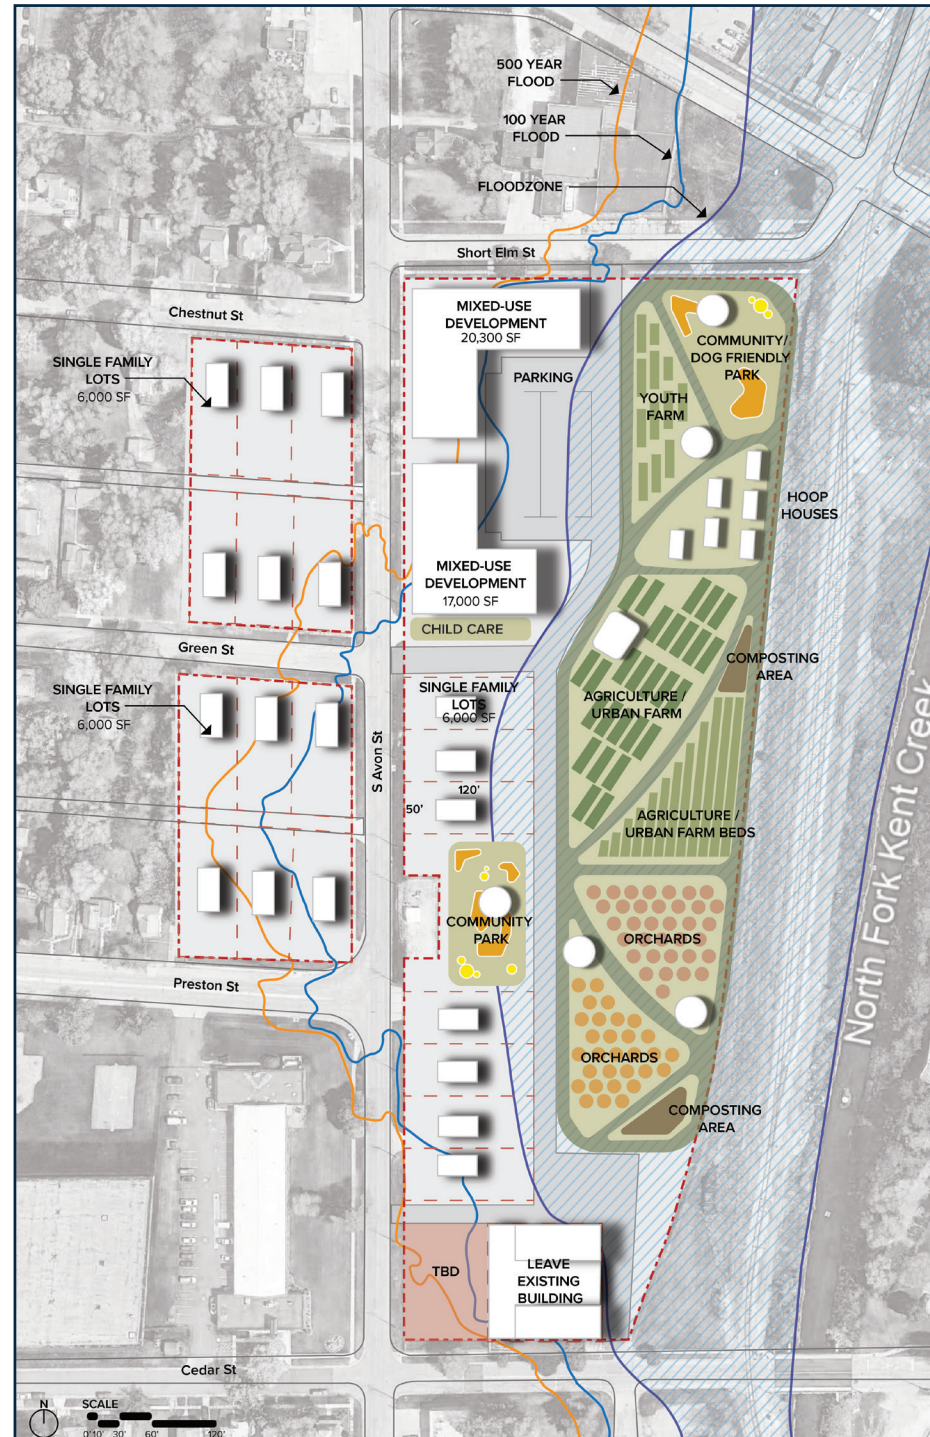 500 YEAR
FLOOD
100 YEAR
FLOOD
FLOODZONE
Short Elm St
Chestnut St
MIXED-USE
DEVELOPMENT
20,300 SF
COMMUNITY/
DOG FRIENDLY
PARK
SINGLE FAMILY
LOTS
6,000 SF
PARKING
YOUTH
FARM
HOOP
HOUSES
MIXED-USE
DEVELOPMENT
17,000 SF
CHILD CARE
Green St
COMPOSTING
AREA
SINGLE FAMILY
LOTS
6,000 SF
SINGLE FAMILY
LOTS
6,000 SF
AGRICULTURE /
URBAN FARM
S Avon St
120'
50'
AGRICULTURE /
URBAN FARM BEDS
North Fork Kent Creek
COMMUNITY
PARK
ORCHARDS
Preston St
ORCHARDS
COMPOSTING
AREA
TBD
LEAVE
EXISTING
BUILDING
Cedar St
N
SCALE
0'10' 30' 60' 120'